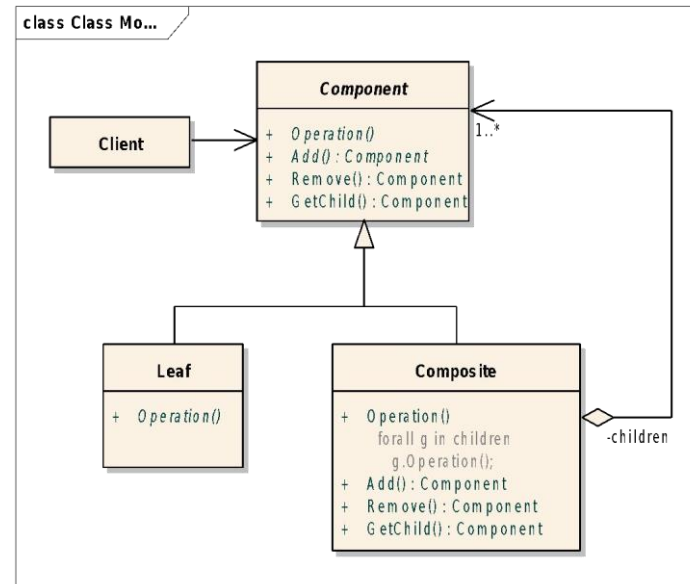 class Class Mo...
Component
+ Operation()
+ Add() : Component
+ Remove() : Component
+ GetChild() : Component
Client
1..*
Leaf
+ Operation()
Composite
+ Operation()
forall g in children
g.Operation();
+ Add() : Component
+ Remove() : Component
+ GetChild() : Component
-children